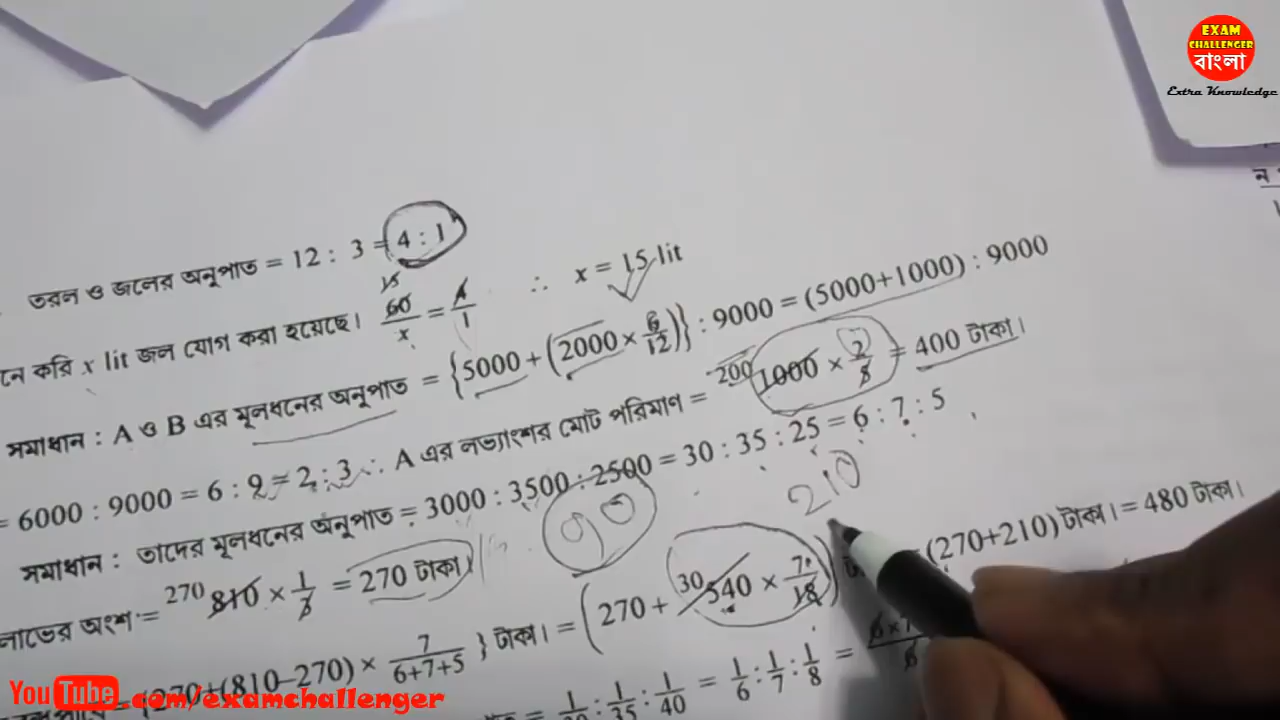 EXAM
CHALLENGER
বাংলা
Extra Knowledge
তরল ও জলের অনুপাত = 12 : 3 = 4 : 1
নে করি x lit জল যোগ করা হয়েছে। 60/x = 4/1 ∴ x = 15 lit
15
সমাধান : A ও B এর মূলধনের অনুপাত = {5000 + (2000 × 6/12)} : 9000 = (5000+1000) : 9000
= 6000 : 9000 = 6 : 9 = 2 : 3 ∴ A এর লভ্যাংশর মোট পরিমাণ = 200 1000 × 2/5 = 400 টাকা।
সমাধান : তাদের মূলধনের অনুপাত = 3000 : 3500 : 2500 = 30 : 35 : 25 = 6 : 7 : 5
90
210
লাভের অংশ = 270 810 × 1/3 = 270 টাকা।
{270+(810–270) × 7/6+7+5} টাকা। = (270 + 30 540 × 7/18) = (270+210) টাকা। = 480 টাকা।
: 1/35 : 1/40 = 1/6 : 1/7 : 1/8 =
YouTube.com/examchallenger